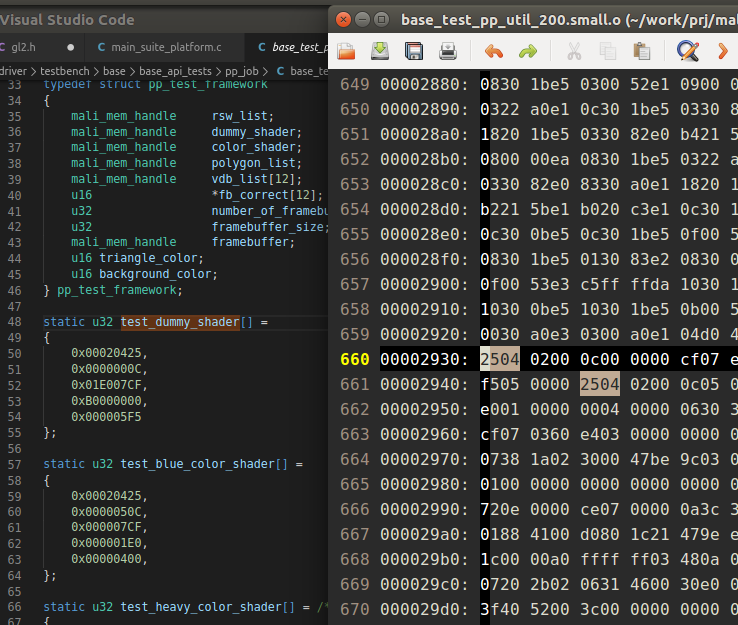 Visual Studio Code
gl2.h
C main_suite_platform.c
C base_test_p
driver > testbench > base > base_api_tests > pp_job > C base_te
33 typedef struct pp_test_framework
34 {
35 mali_mem_handle rsw_list;
36 mali_mem_handle dummy_shader;
37 mali_mem_handle color_shader;
38 mali_mem_handle polygon_list;
39 mali_mem_handle vdb_list[12];
40 u16 *fb_correct[12];
41 u32 number_of_framebu
42 u32 framebuffer_size;
43 mali_mem_handle framebuffer;
44 u16 triangle_color;
45 u16 background_color;
46 } pp_test_framework;
47
48 static u32 test_dummy_shader[] =
49 {
50 0x00020425,
51 0x0000000C,
52 0x01E007CF,
53 0xB0000000,
54 0x000005F5
55 };
56
57 static u32 test_blue_color_shader[] =
58 {
59 0x00020425,
60 0x0000050C,
61 0x000007CF,
62 0x000001E0,
63 0x00000400,
64 };
65
66 static u32 test_heavy_color_shader[] = /*
67 {
base_test_pp_util_200.small.o (~/work/prj/mal
649 00002880: 0830 1be5 0300 52e1 0900 0
650 00002890: 0322 a0e1 0c30 1be5 0330 8
651 000028a0: 1820 1be5 0330 82e0 b421 5
652 000028b0: 0800 00ea 0830 1be5 0322 a
653 000028c0: 0330 82e0 8330 a0e1 1820 1
654 000028d0: b221 5be1 b020 c3e1 0c30 1
655 000028e0: 0c30 0be5 0c30 1be5 0f00 5
656 000028f0: 0830 1be5 0130 83e2 0830 0
657 00002900: 0f00 53e3 c5ff ffda 1030 1
658 00002910: 1030 0be5 1030 1be5 0b00 5
659 00002920: 0030 a0e3 0300 a0e1 04d0 4
660 00002930: 2504 0200 0c00 0000 cf07 e
661 00002940: f505 0000 2504 0200 0c05 0
662 00002950: e001 0000 0004 0000 0630 3
663 00002960: cf07 0360 e403 0000 0000 0
664 00002970: 0738 1a02 3000 47be 9c03 0
665 00002980: 0100 0000 0000 0000 0000 0
666 00002990: 720e 0000 ce07 0000 0a3c 3
667 000029a0: 0188 4100 d080 1c21 479e e
668 000029b0: 1c00 00a0 ffff ff03 480a 0
669 000029c0: 0720 2b02 0631 4600 30e0 0
670 000029d0: 3f40 5200 3c00 0000 0000 0